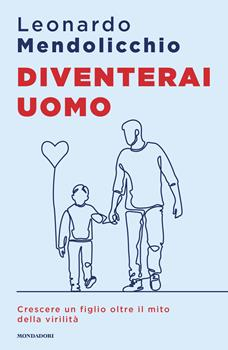 Leonardo
Mendolicchio
DIVENTERAI
UOMO
Crescere un figlio oltre il mito
della virilità
MONDADORI